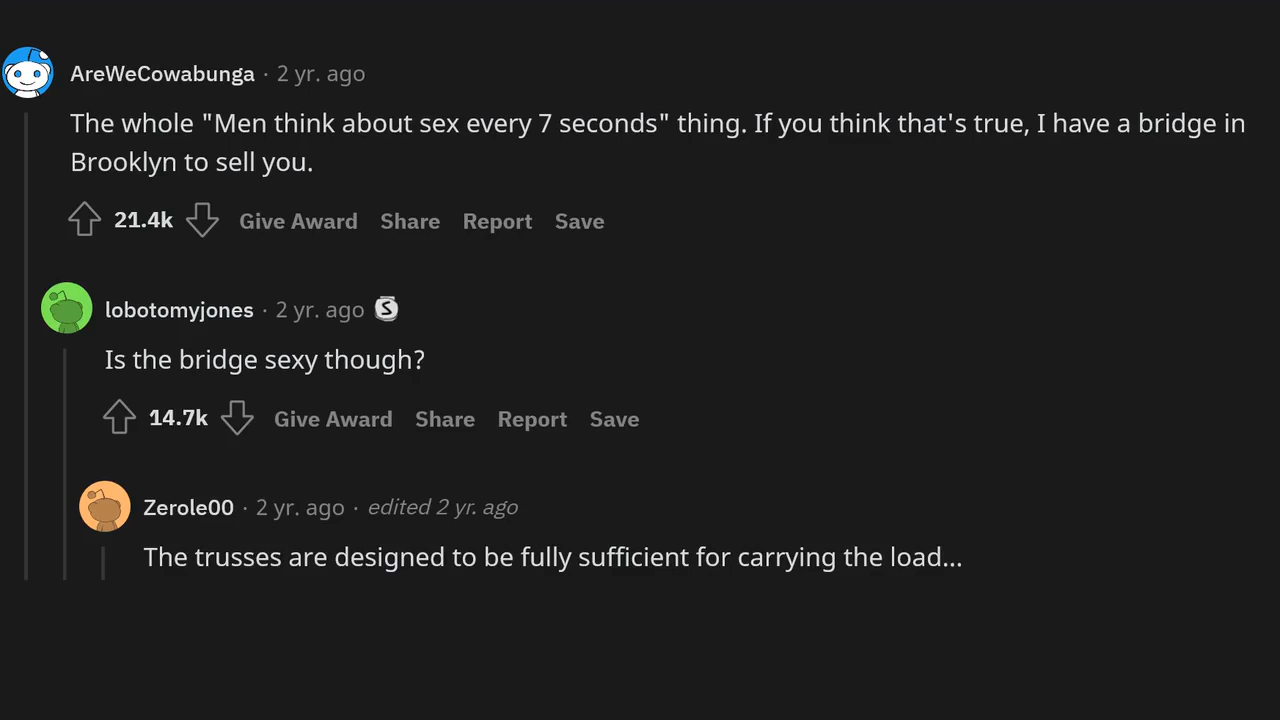 AreWeCowabunga · 2 yr. ago
The whole "Men think about sex every 7 seconds" thing. If you think that's true, I have a bridge in
Brooklyn to sell you.
21.4k Give Award Share Report Save
lobotomyjones · 2 yr. ago S
Is the bridge sexy though?
14.7k Give Award Share Report Save
Zerole00 · 2 yr. ago · edited 2 yr. ago
The trusses are designed to be fully sufficient for carrying the load...